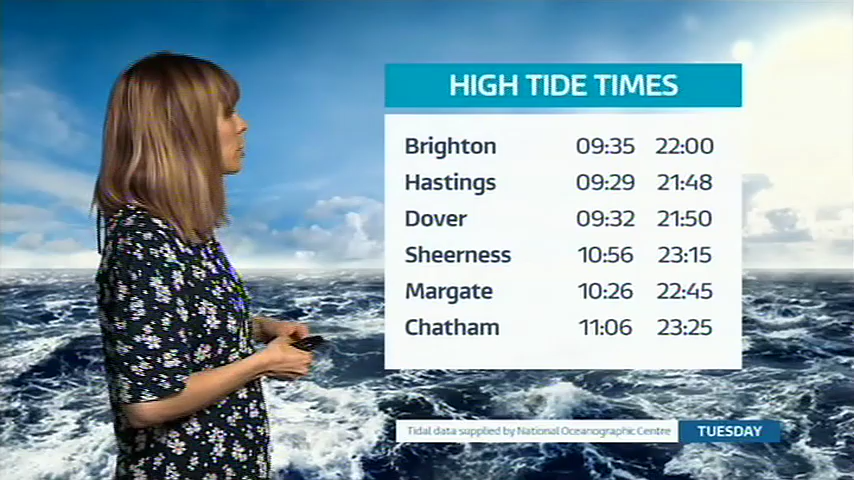 HIGH TIDE TIMES
Brighton 09:35 22:00
Hastings 09:29 21:48
Dover 09:32 21:50
Sheerness 10:56 23:15
Margate 10:26 22:45
Chatham 11:06 23:25
Tidal data supplied by National Oceanographic Centre TUESDAY